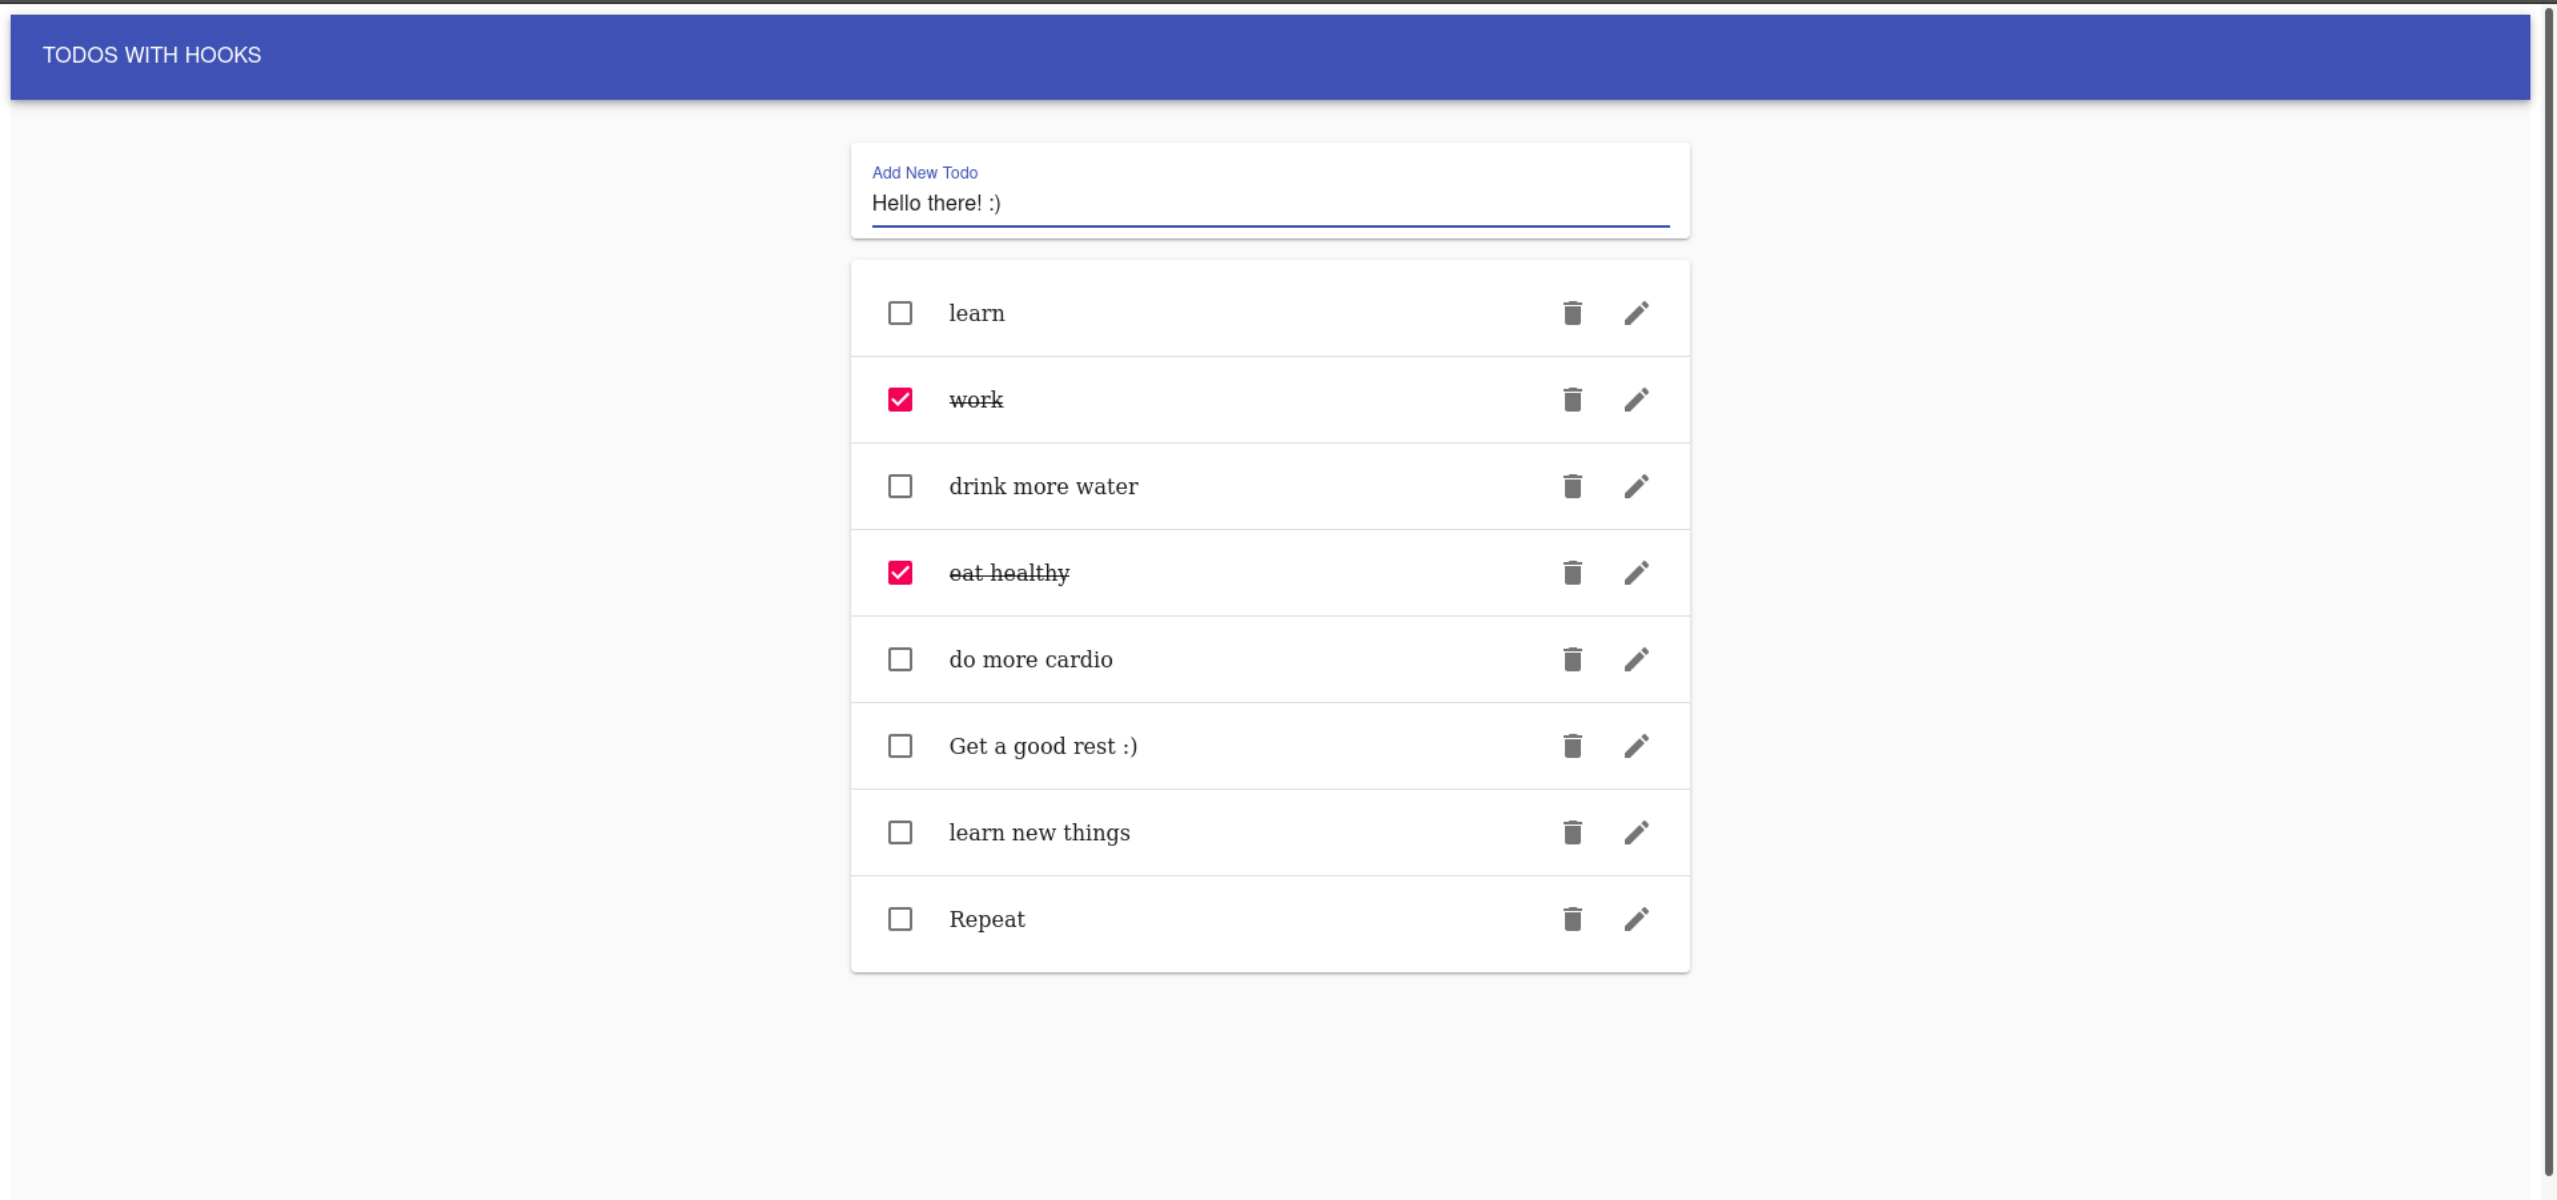 TODOS WITH HOOKS
Add New Todo
Hello there! :)
learn
work
drink more water
eat healthy
do more cardio
Get a good rest :)
learn new things
Repeat